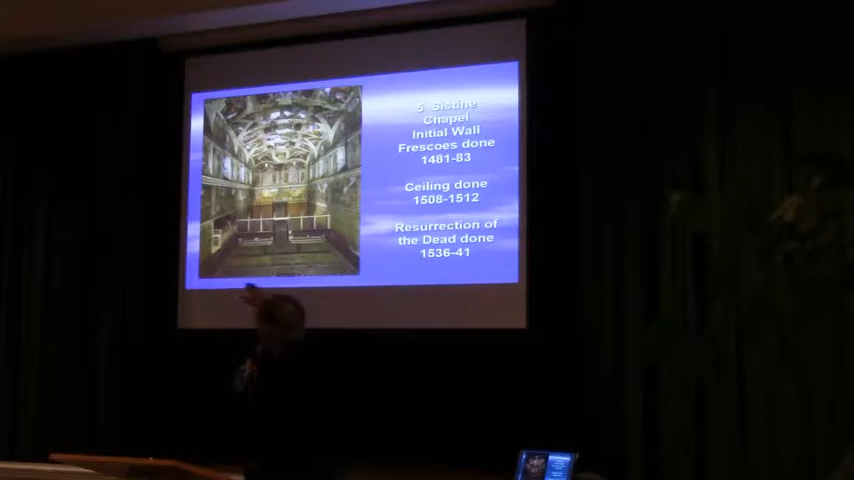 5. Sistine
Chapel
Initial Wall
Frescoes done
1481-83
Ceiling done
1508-1512
Resurrection of
the Dead done
1536-41